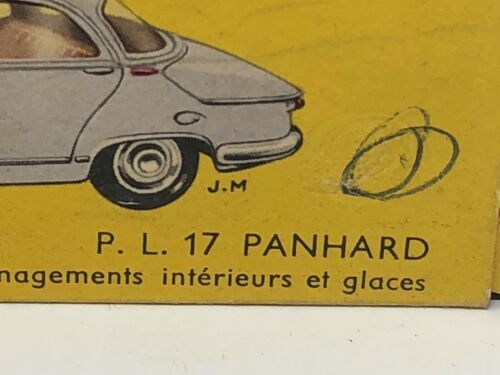 J.M
P. L. 17 PANHARD
nagements intérieurs et glaces